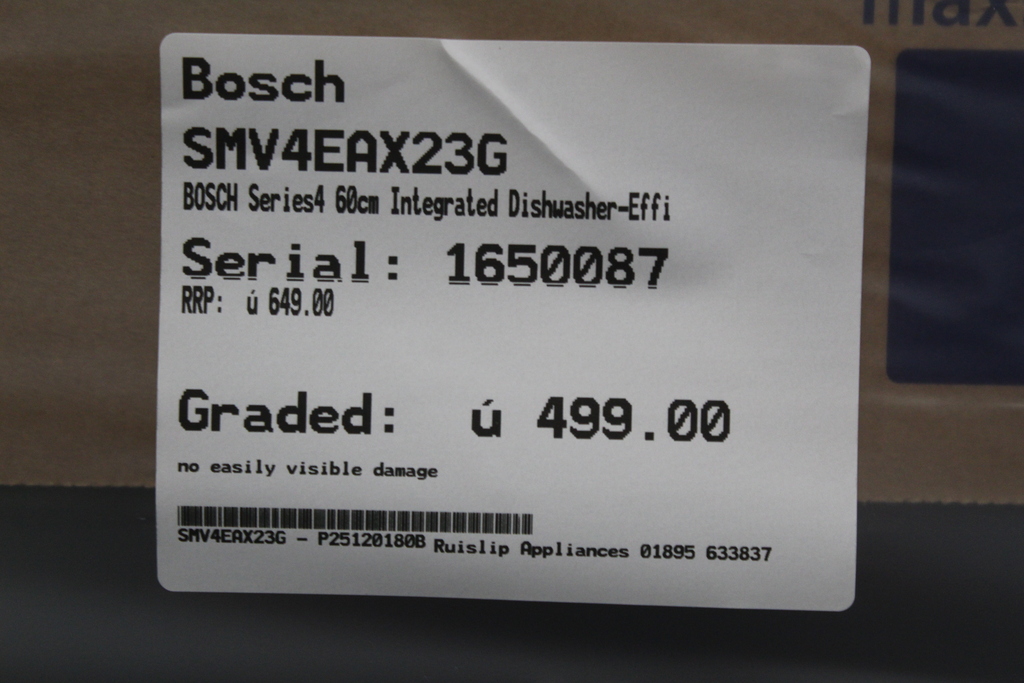 max
Bosch
SMV4EAX23G
BOSCH Series4 60cm Integrated Dishwasher-Effi
Serial: 1650087
RRP: ú 649.00
Graded: ú 499.00
no easily visible damage
SMV4EAX23G - P25120180B Ruislip Appliances 01895 633837